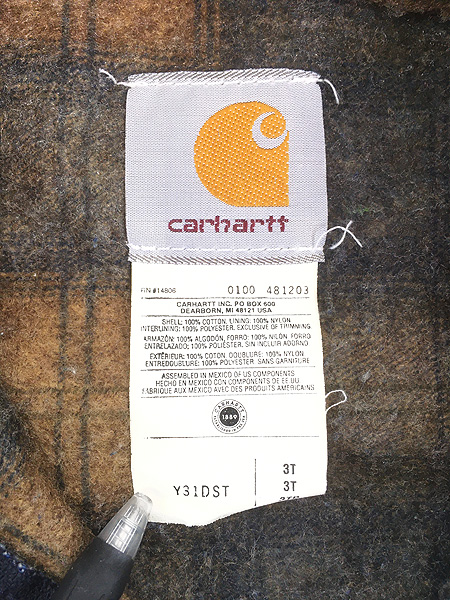 carhartt
RN #14806 0100 481203
CARHARTT INC. PO BOX 600
DEARBORN, MI 48121 USA
SHELL: 100% COTTON, LINING: 100% NYLON
INTERLINING: 100% POLYESTER. EXCLUSIVE OF TRIMMING
ARMAZÓN: 100% ALGODÓN, FORRO: 100% NILÓN, FORRO
ENTRELAZADO: 100% POLIÉSTER, SIN INCLUIR ADORNO
EXTÉRIEUR: 100% COTON, DOUBLURE: 100% NYLON
ENTREDOUBLURE: 100% POLYESTER, SANS GARNITURE
ASSEMBLED IN MEXICO OF US COMPONENTS
HECHO EN MEXICO CON COMPONENTES DE EE DU
FABRIQUE AUX MEXICO AVEC DES PRODUITS AMERICAINS
CARHARTT
1889
Y31DST 3T
3T